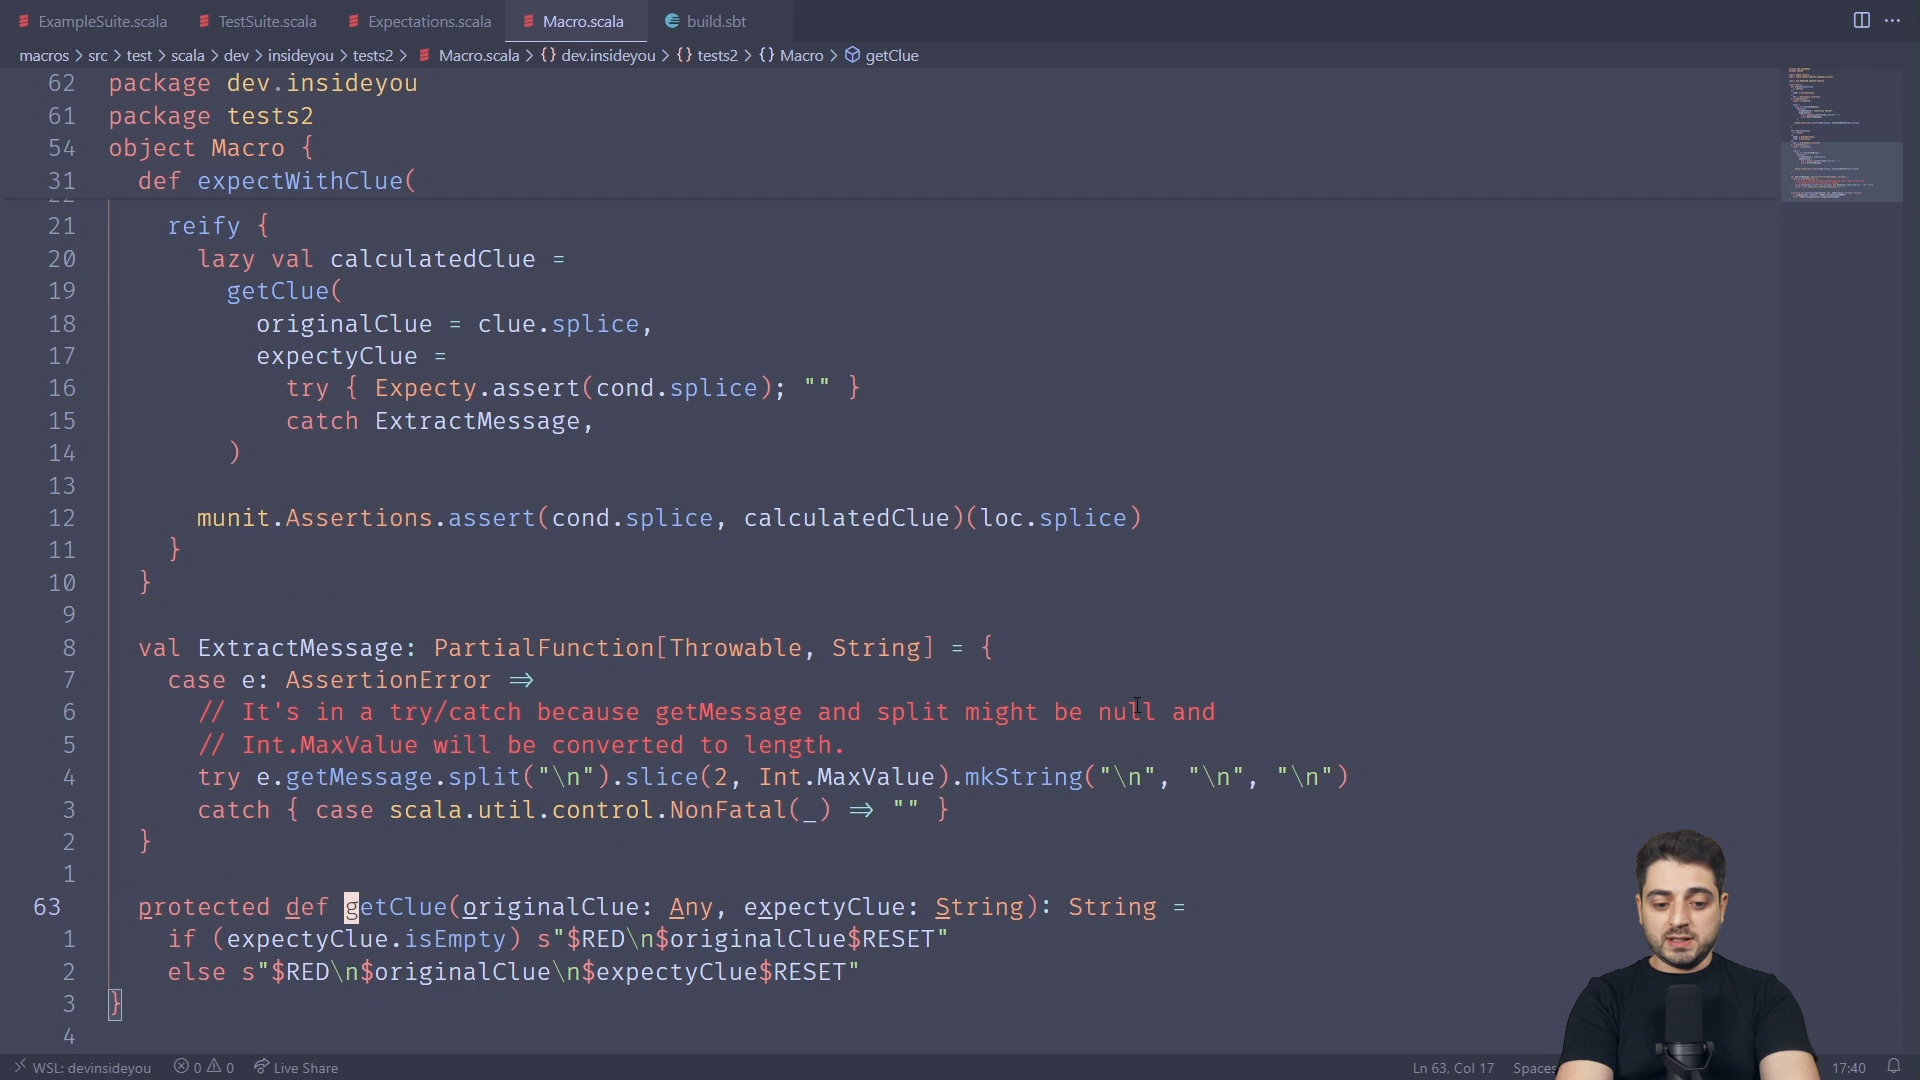 ExampleSuite.scala TestSuite.scala Expectations.scala Macro.scala build.sbt
macros > src > test > scala > dev > insideyou > tests2 > Macro.scala > {} dev.insideyou > {} tests2 > {} Macro > getClue
62 package dev.insideyou
61 package tests2
54 object Macro {
31 def expectWithClue(
21 reify {
20 lazy val calculatedClue =
19 getClue(
18 originalClue = clue.splice,
17 expectyClue =
16 try { Expecty.assert(cond.splice); "" }
15 catch ExtractMessage,
14 )
13
12 munit.Assertions.assert(cond.splice, calculatedClue)(loc.splice)
11 }
10 }
9
8 val ExtractMessage: PartialFunction[Throwable, String] = {
7 case e: AssertionError ⇒
6 // It's in a try/catch because getMessage and split might be null and
5 // Int.MaxValue will be converted to length.
4 try e.getMessage.split("\n").slice(2, Int.MaxValue).mkString("\n", "\n", "\n")
3 catch { case scala.util.control.NonFatal(_) ⇒ "" }
2 }
1
63 protected def getClue(originalClue: Any, expectyClue: String): String =
1 if (expectyClue.isEmpty) s"$RED\n$originalClue$RESET"
2 else s"$RED\n$originalClue\n$expectyClue$RESET"
3 }
4
WSL: devinsideyou 0 0 Live Share Ln 63, Col 17 Spaces 17:40